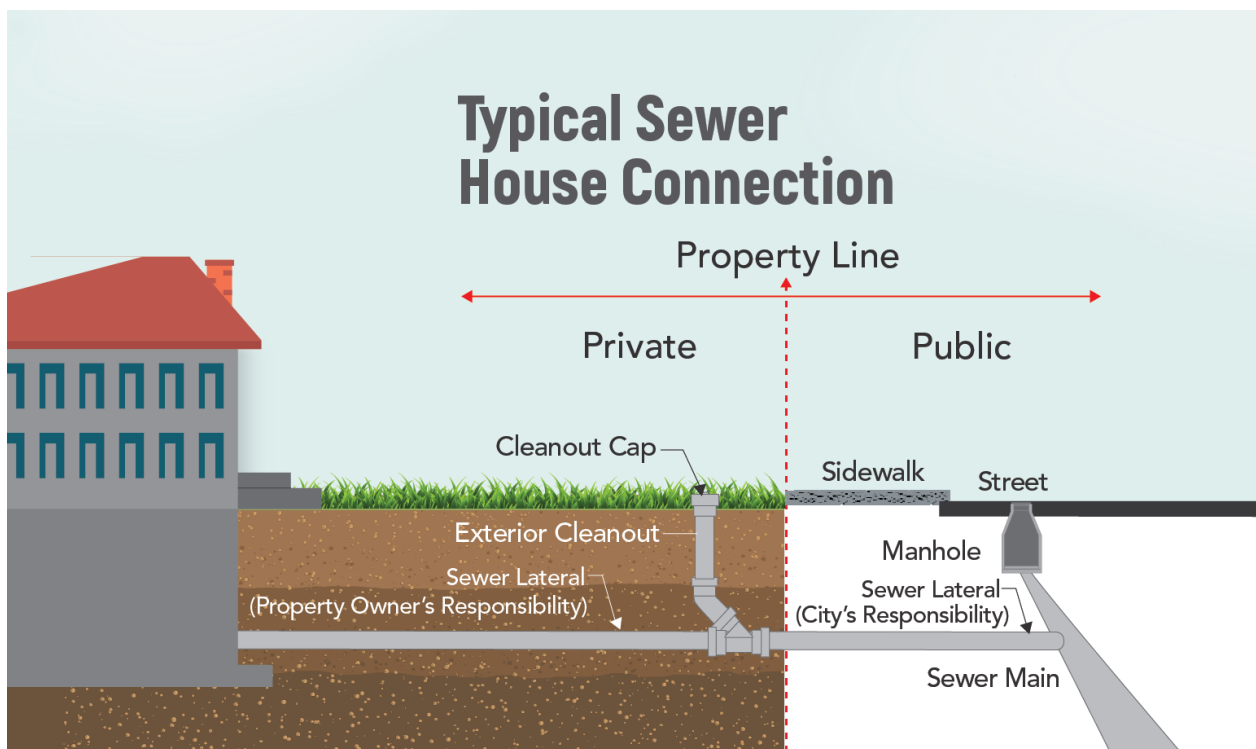 Typical Sewer
House Connection
Property Line
Private
Public
Cleanout Cap
Sidewalk
Street
Exterior Cleanout
Manhole
Sewer Lateral
(Property Owner's Responsibility)
Sewer Lateral
(City's Responsibility)
Sewer Main